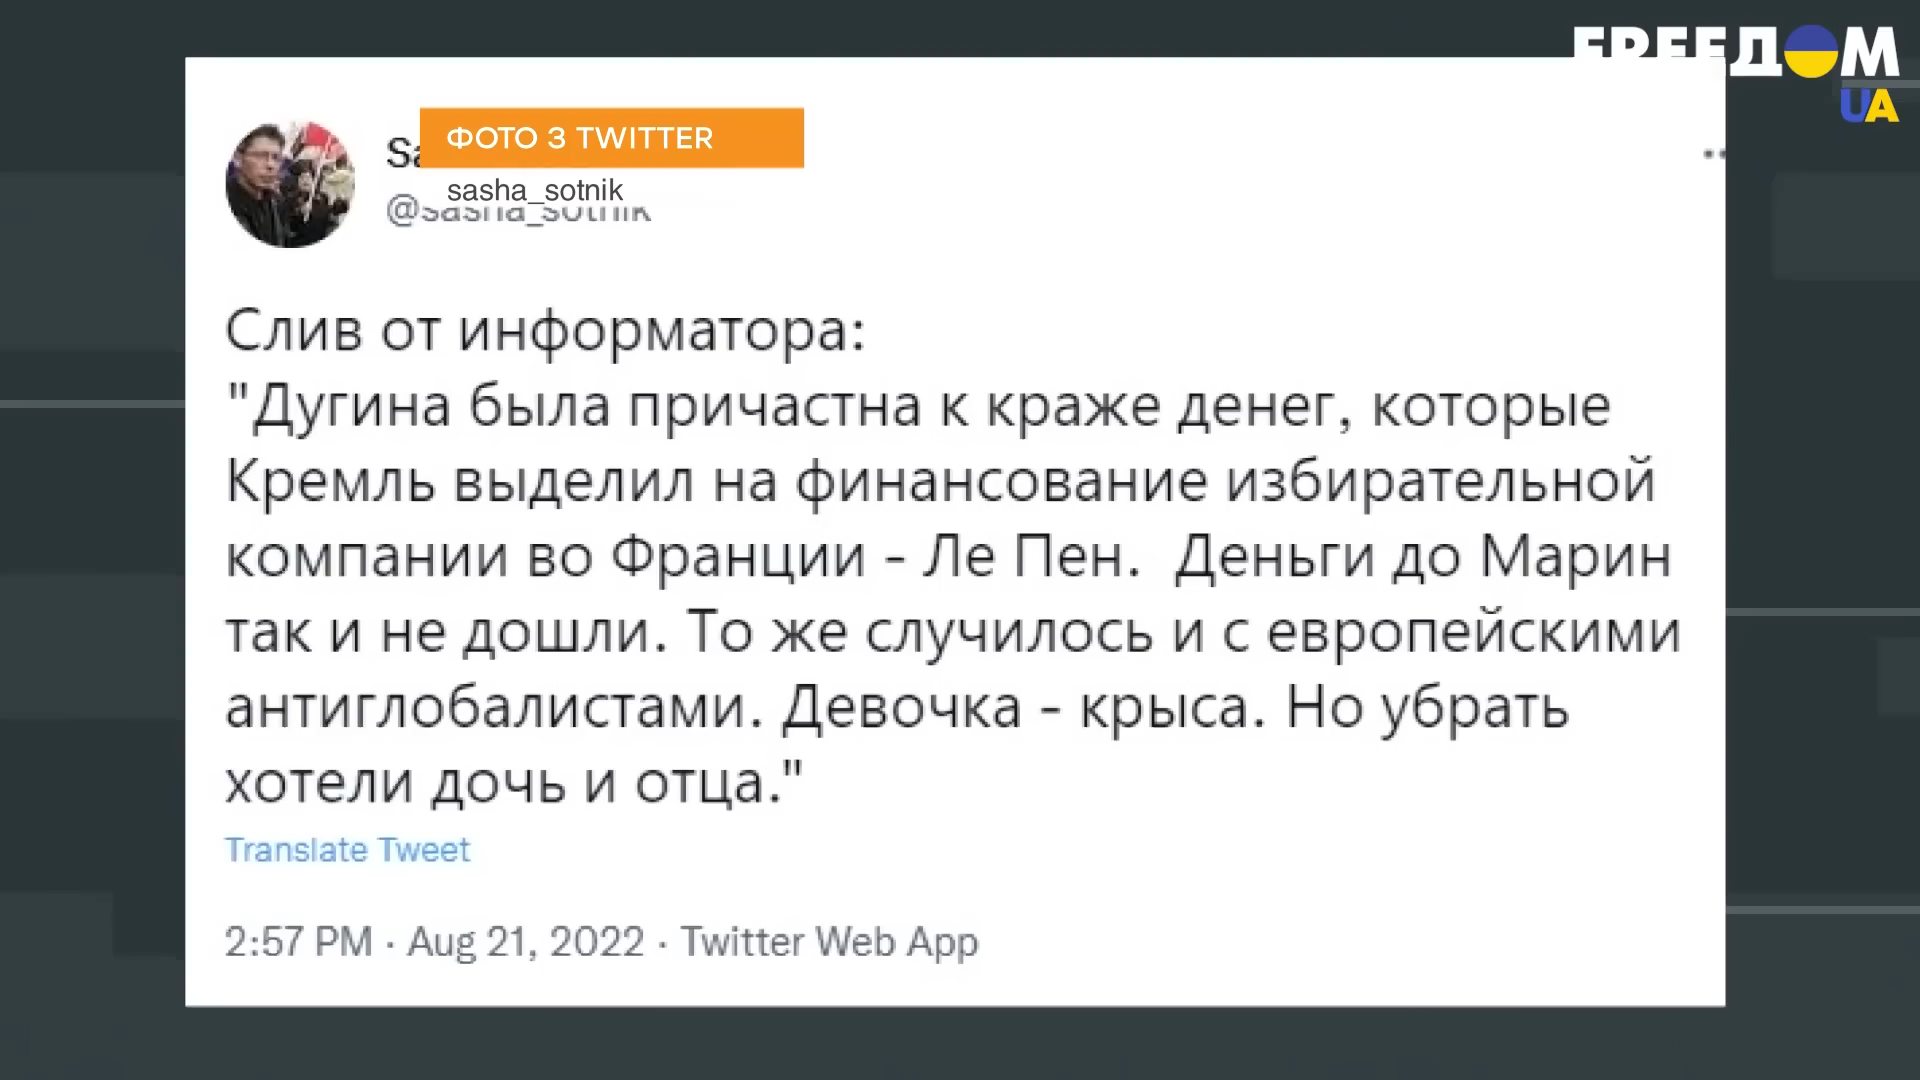 FREEДOM
UA
ФОТО З TWITTER
sasha_sotnik
@sasha_sotnik
Слив от информатора:
"Дугина была причастна к краже денег, которые
Кремль выделил на финансование избирательной
компании во Франции - Ле Пен. Деньги до Марин
так и не дошли. То же случилось и с европейскими
антиглобалистами. Девочка - крыса. Но убрать
хотели дочь и отца."
Translate Tweet
2:57 PM · Aug 21, 2022 · Twitter Web App